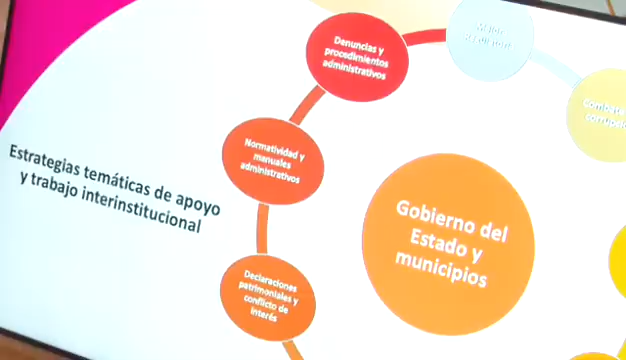 Denuncias y
procedimientos
administrativos
Normatividad y
manuales
administrativos
Estrategias temáticas de apoyo
y trabajo interinstitucional
Gobierno del
Estado y
municipios
Declaraciones
patrimoniales y
conflicto de
interés